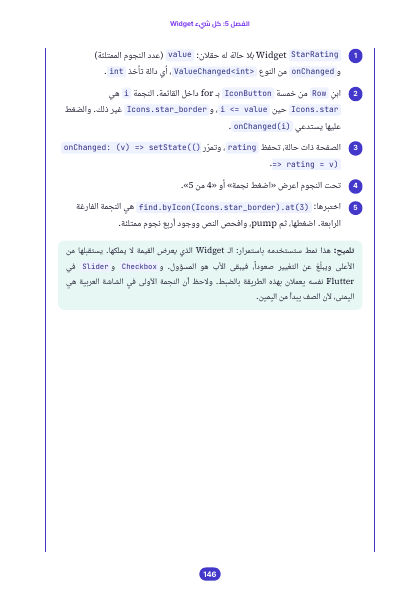 الفصل 5: كل شيء Widget
1 StarRating Widget بلا حالة له حقلان: value (عدد النجوم الممتلئة)
و onChanged من النوع ValueChanged<int>، أي دالة تأخذ int.
2 ابنِ Row من خمسة IconButton بـ for داخل القائمة. النجمة i هي
Icons.star حين i <= value، و Icons.star_border غير ذلك. والضغط
عليها يستدعي onChanged(i).
3 الصفحة ذات حالة، تحفظ rating، وتمرّر onChanged: (v) => setState(()
=> rating = v).
4 تحت النجوم اعرض «اضغط نجمة» أو «4 من 5».
5 اختبرها: find.byIcon(Icons.star_border).at(3) هي النجمة الفارغة
الرابعة. اضغطها، ثم pump، وافحص النص ووجود أربع نجوم ممتلئة.
تلميح: هذا نمط ستستخدمه باستمرار: الـ Widget الذي يعرض القيمة لا يملكها. يستقبلها من
الأعلى ويبلّغ عن التغيير صعوداً، فيبقى الأب هو المسؤول. و Checkbox و Slider في
Flutter نفسه يعملان بهذه الطريقة بالضبط. ولاحظ أن النجمة الأولى في الشاشة العربية هي
اليمنى، لأن الصف يبدأ من اليمين.
146